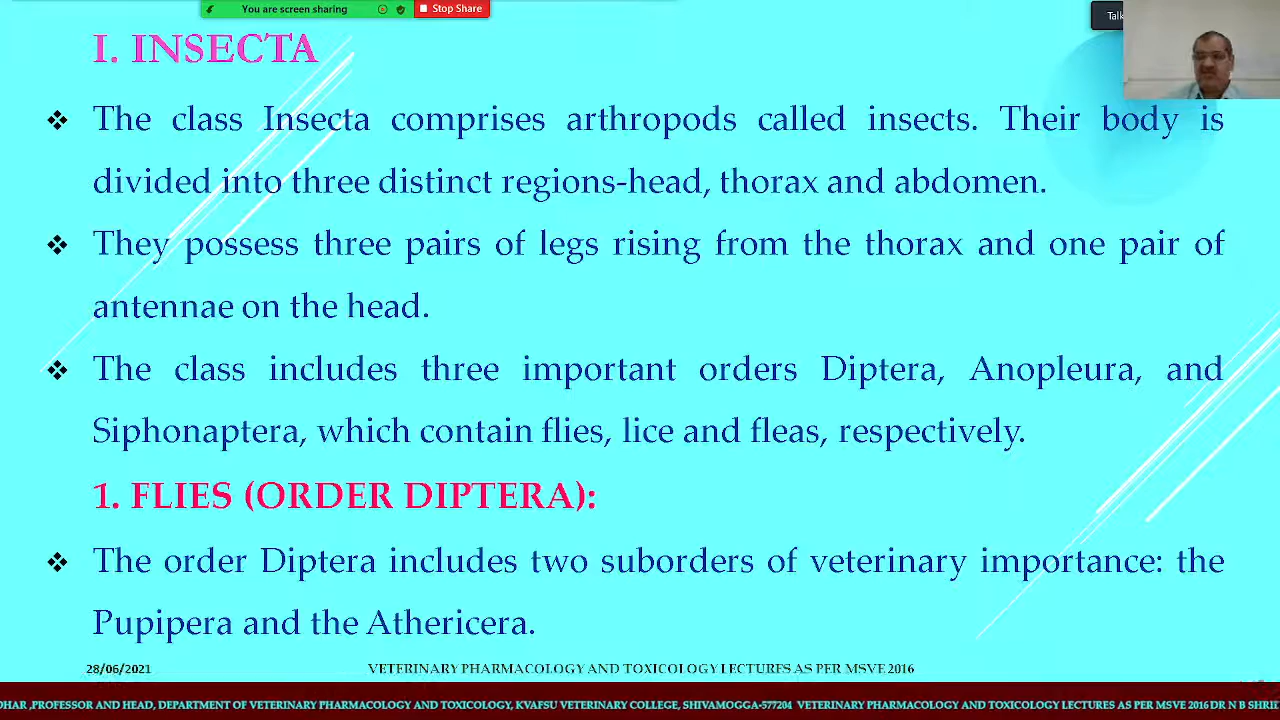 You are screen sharing
Stop Share
Talk
I. INSECTA
❖ The class Insecta comprises arthropods called insects. Their body is
divided into three distinct regions-head, thorax and abdomen.
❖ They possess three pairs of legs rising from the thorax and one pair of
antennae on the head.
❖ The class includes three important orders Diptera, Anopleura, and
Siphonaptera, which contain flies, lice and fleas, respectively.
1. FLIES (ORDER DIPTERA):
❖ The order Diptera includes two suborders of veterinary importance: the
Pupipera and the Athericera.
28/06/2021
VETERINARY PHARMACOLOGY AND TOXICOLOGY LECTURES AS PER MSVE 2016
DHAR ,PROFESSOR AND HEAD, DEPARTMENT OF VETERINARY PHARMACOLOGY AND TOXICOLOGY, KVAFSU VETERINARY COLLEGE, SHIVAMOGGA-577204 VETERINARY PHARMACOLOGY AND TOXICOLOGY LECTURES AS PER MSVE 2016 DR N B SHRI